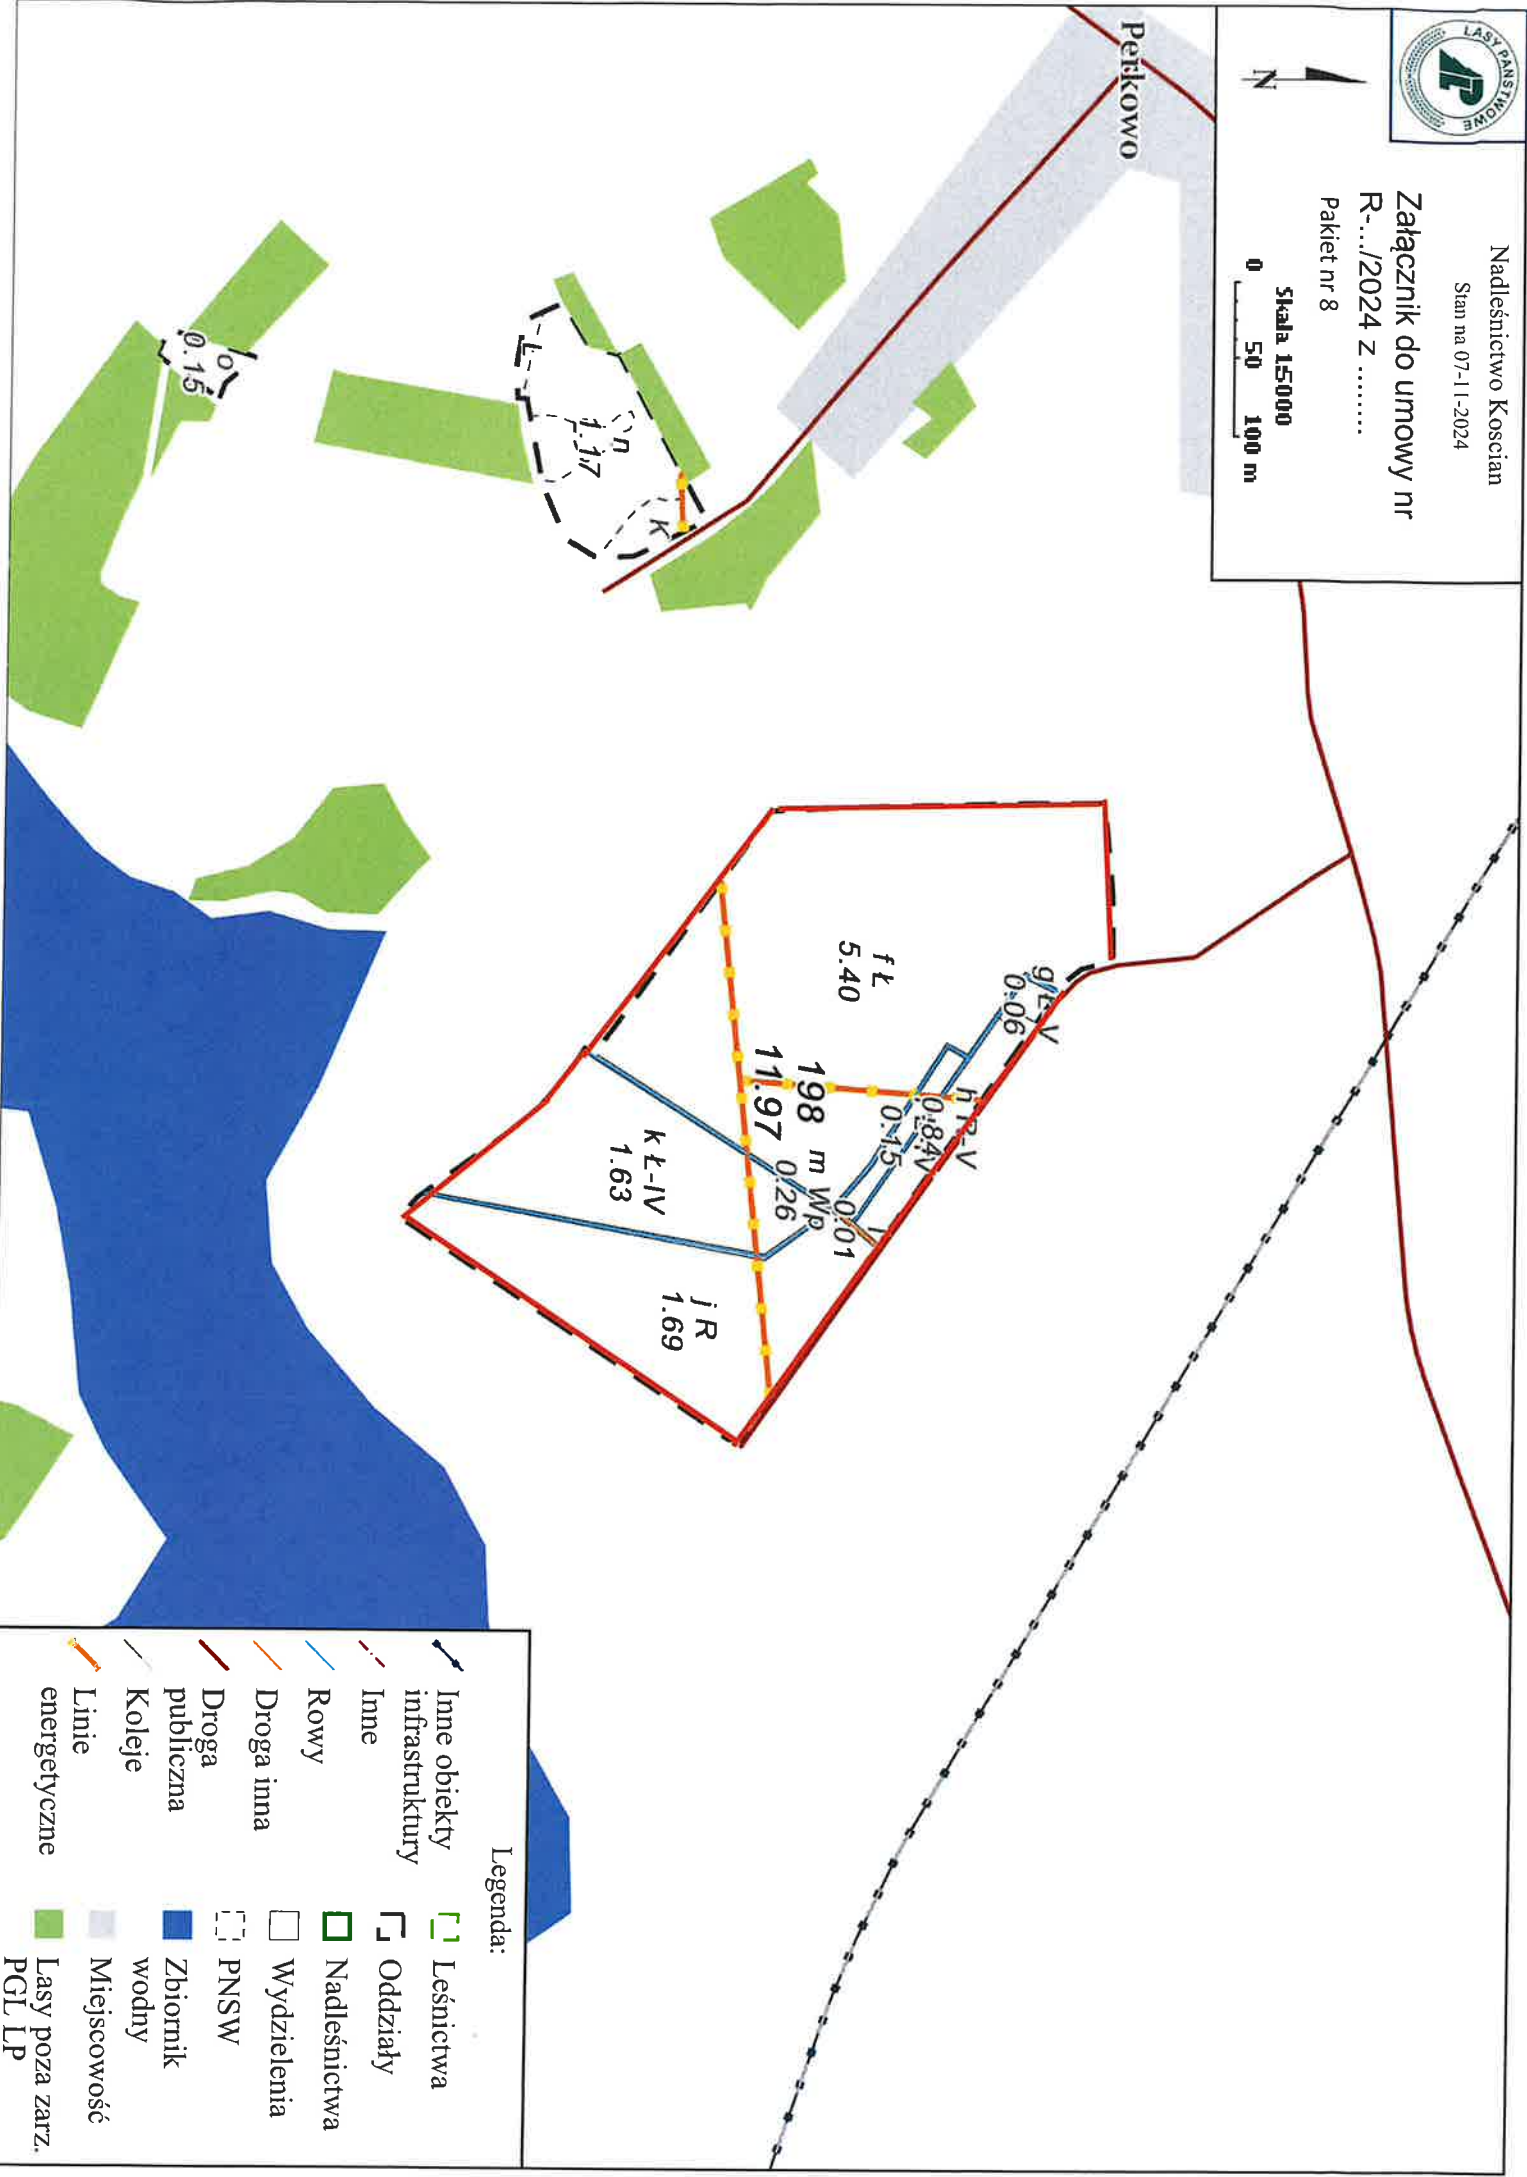 LASY PAŃSTWOWE
LP
Nadleśnictwo Koscian
Stan na 07-11-2024
Załącznik do umowy nr
R-.../2024 z ........
Pakiet nr 8
N
Skala 1:5000
0 50 100 m
Perkowo
f Ł
5.40
0.06
198
11.97
h R-V
0.84
0.15
m Wp
0.26
0.01
k Ł-IV
1.63
j R
1.69
n
1.17
K
Ł
o
0.15
Legenda:
Inne obiekty
infrastruktury
Inne
Rowy
Droga inna
Droga
publiczna
Koleje
Linie
energetyczne
Leśnictwa
Oddziały
Nadleśnictwa
Wydzielenia
PNSW
Zbiornik
wodny
Miejscowość
Lasy poza zarz.
PGL LP